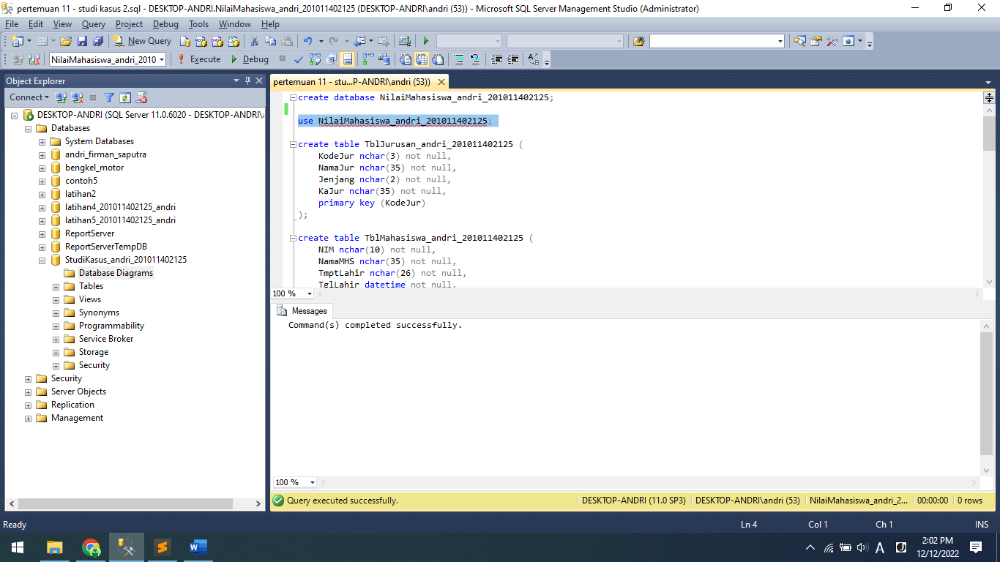 pertemuan 11 - studi kasus 2.sql - DESKTOP-ANDRI.NilaiMahasiswa_andri_201011402125 (DESKTOP-ANDRI\andri (53)) - Microsoft SQL Server Management Studio (Administrator)
File Edit View Query Project Debug Tools Window Help
New Query
NilaiMahasiswa_andri_2010 Execute Debug
Object Explorer
Connect
DESKTOP-ANDRI (SQL Server 11.0.6020 - DESKTOP-ANDRI\
Databases
System Databases
andri_firman_saputra
bengkel_motor
contoh5
latihan2
latihan4_201011402125_andri
latihan5_201011402125_andri
ReportServer
ReportServerTempDB
StudiKasus_andri_201011402125
Database Diagrams
Tables
Views
Synonyms
Programmability
Service Broker
Storage
Security
Security
Server Objects
Replication
Management
pertemuan 11 - stu...P-ANDRI\andri (53))
create database NilaiMahasiswa_andri_201011402125;
use NilaiMahasiswa_andri_201011402125;
create table TblJurusan_andri_201011402125 (
KodeJur nchar(3) not null,
NamaJur nchar(35) not null,
Jenjang nchar(2) not null,
KaJur nchar(35) not null,
primary key (KodeJur)
);
create table TblMahasiswa_andri_201011402125 (
NIM nchar(10) not null,
NamaMHS nchar(35) not null,
TmptLahir nchar(26) not null,
TglLahir datetime not null,
100 %
Messages
Command(s) completed successfully.
100 %
Query executed successfully. DESKTOP-ANDRI (11.0 SP3) DESKTOP-ANDRI\andri (53) NilaiMahasiswa_andri_2... 00:00:00 0 rows
Ready Ln 4 Col 1 Ch 1 INS
2:02 PM
12/12/2022